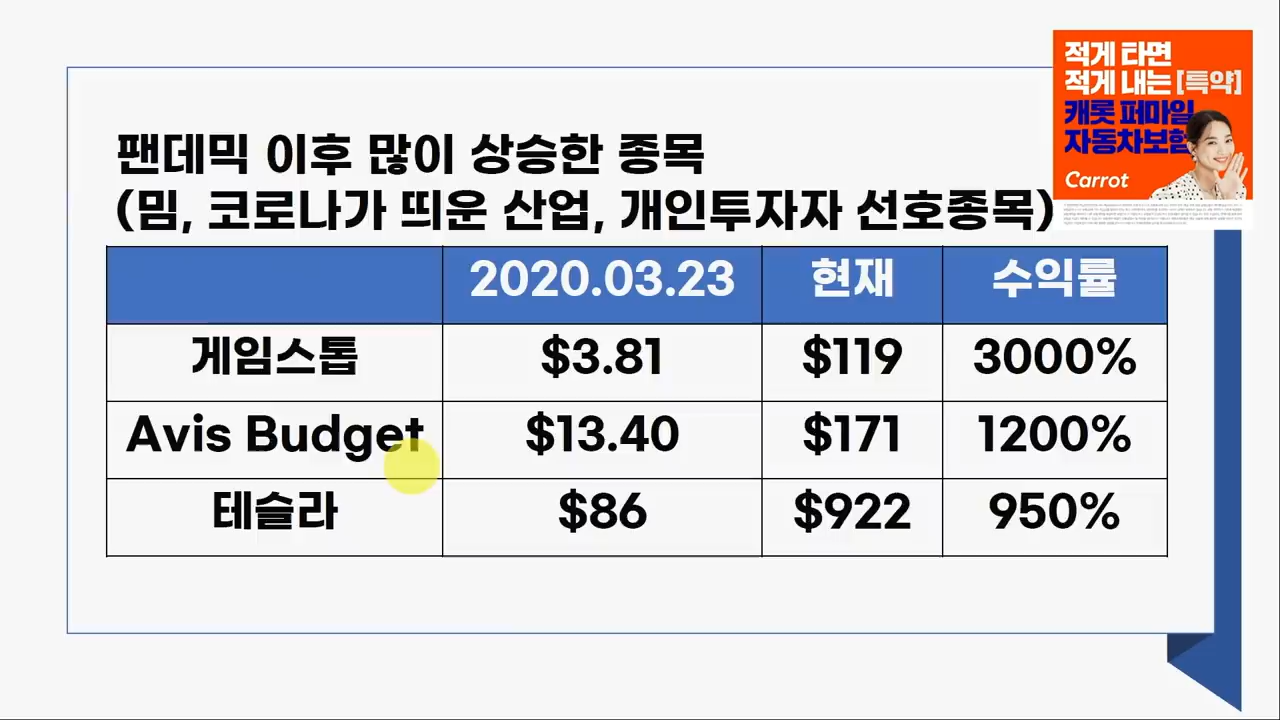 적게 타면
적게 내는 [특약]
캐롯 퍼마일
자동차보험
Carrot
팬데믹 이후 많이 상승한 종목
(밈, 코로나가 띄운 산업, 개인투자자 선호종목)
2020.03.23 현재 수익률
게임스톱 $3.81 $119 3000%
Avis Budget $13.40 $171 1200%
테슬라 $86 $922 950%